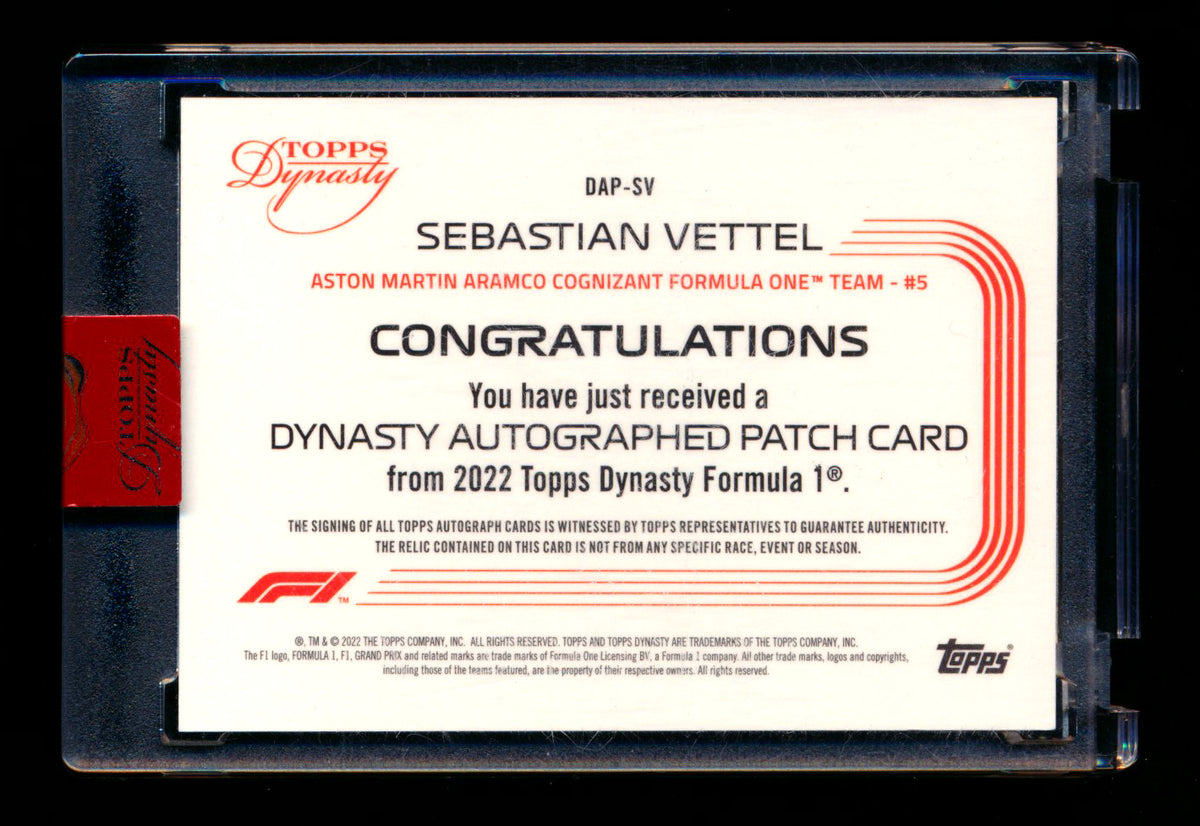 TOPPS
Dynasty
DAP-SV
SEBASTIAN VETTEL
ASTON MARTIN ARAMCO COGNIZANT FORMULA ONE™ TEAM - #5
CONGRATULATIONS
You have just received a
DYNASTY AUTOGRAPHED PATCH CARD
from 2022 Topps Dynasty Formula 1®.
THE SIGNING OF ALL TOPPS AUTOGRAPH CARDS IS WITNESSED BY TOPPS REPRESENTATIVES TO GUARANTEE AUTHENTICITY.
THE RELIC CONTAINED ON THIS CARD IS NOT FROM ANY SPECIFIC RACE, EVENT OR SEASON.
F1™
®, TM & © 2022 THE TOPPS COMPANY, INC. ALL RIGHTS RESERVED. TOPPS AND TOPPS DYNASTY ARE TRADEMARKS OF THE TOPPS COMPANY, INC.
The F1 logo, FORMULA 1, F1, GRAND PRIX and related marks are trade marks of Formula One Licensing BV, a Formula 1 company. All other trade marks, logos and copyrights,
including those of the teams featured, are the property of their respective owners. All rights reserved.
topps®
TOPPS
Dynasty